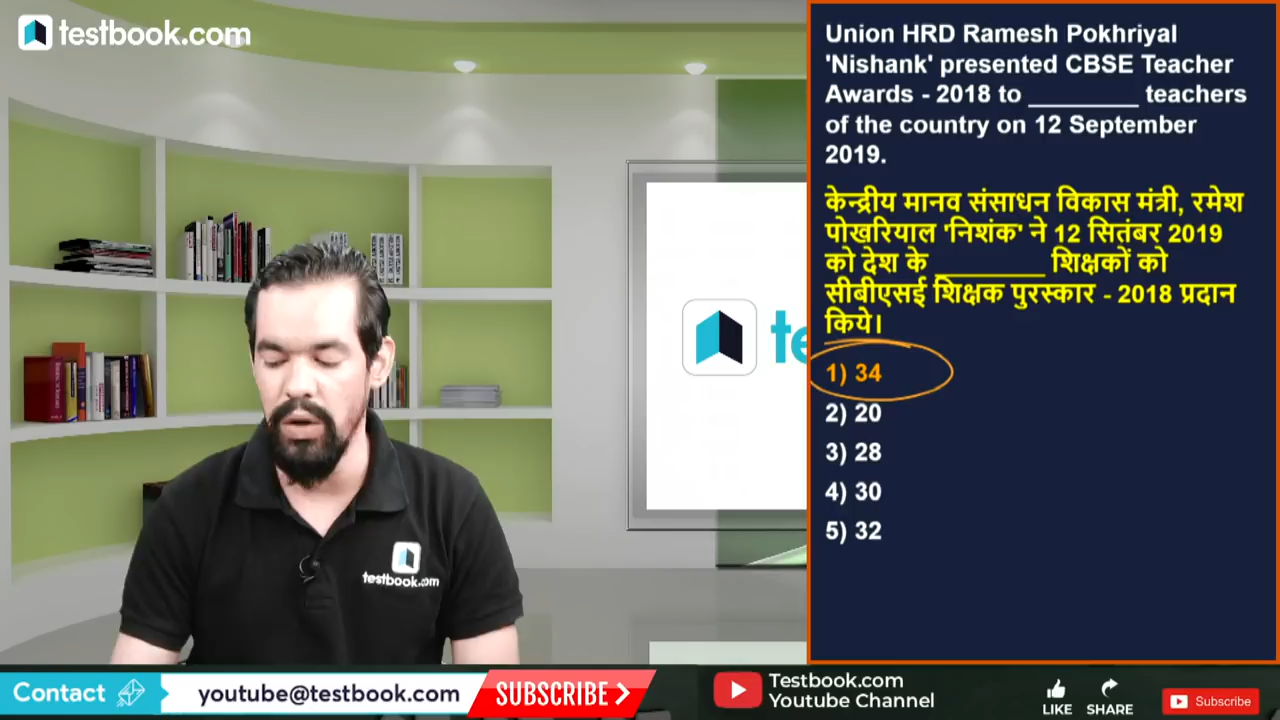 testbook.com
Union HRD Ramesh Pokhriyal
'Nishank' presented CBSE Teacher
Awards - 2018 to ________ teachers
of the country on 12 September
2019.
केन्द्रीय मानव संसाधन विकास मंत्री, रमेश
पोखरियाल 'निशंक' ने 12 सितंबर 2019
को देश के ________ शिक्षकों को
सीबीएसई शिक्षक पुरस्कार - 2018 प्रदान
किये।
1) 34
2) 20
3) 28
4) 30
5) 32
te
testbook.com
Contact
youtube@testbook.com
SUBSCRIBE
Testbook.com
Youtube Channel
LIKE
SHARE
Subscribe